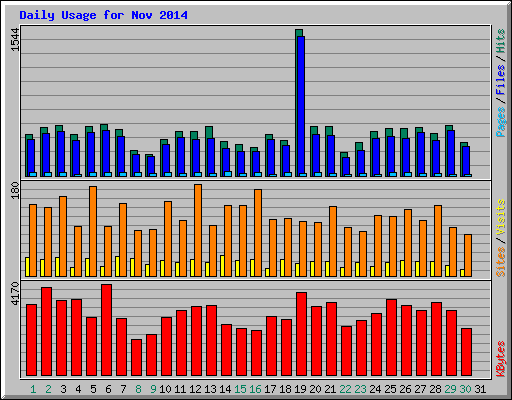 Daily Usage for Nov 2014
1544
Pages / Files / Hits
180
Sites / Visits
4170
KBytes
1 2 3 4 5 6 7 8 9 10 11 12 13 14 15 16 17 18 19 20 21 22 23 24 25 26 27 28 29 30 31